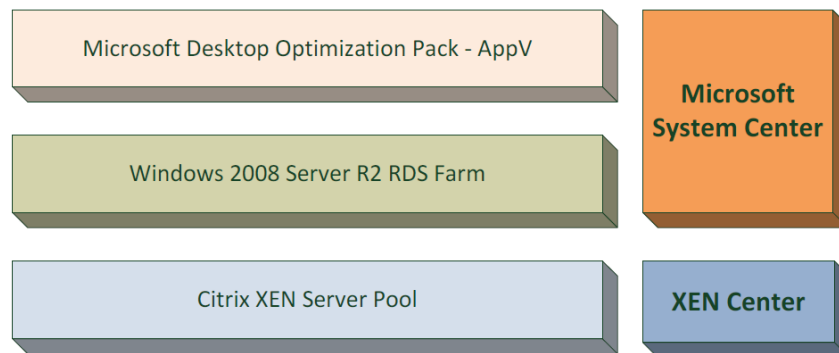 Microsoft Desktop Optimization Pack - AppV
Microsoft
System Center
Windows 2008 Server R2 RDS Farm
Citrix XEN Server Pool
XEN Center